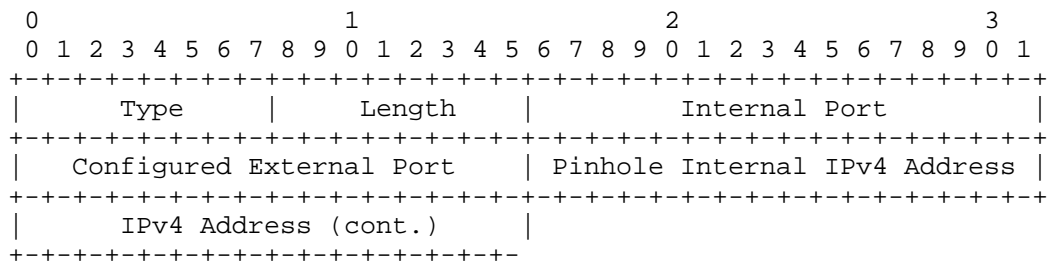 0                   1                   2                   3
 0 1 2 3 4 5 6 7 8 9 0 1 2 3 4 5 6 7 8 9 0 1 2 3 4 5 6 7 8 9 0 1
+-+-+-+-+-+-+-+-+-+-+-+-+-+-+-+-+-+-+-+-+-+-+-+-+-+-+-+-+-+-+-+-+
|      Type     |     Length    |         Internal Port         |
+-+-+-+-+-+-+-+-+-+-+-+-+-+-+-+-+-+-+-+-+-+-+-+-+-+-+-+-+-+-+-+-+
|   Configured External Port    | Pinhole Internal IPv4 Address |
+-+-+-+-+-+-+-+-+-+-+-+-+-+-+-+-+-+-+-+-+-+-+-+-+-+-+-+-+-+-+-+-+
|      IPv4 Address (cont.)     |
+-+-+-+-+-+-+-+-+-+-+-+-+-+-+-+-